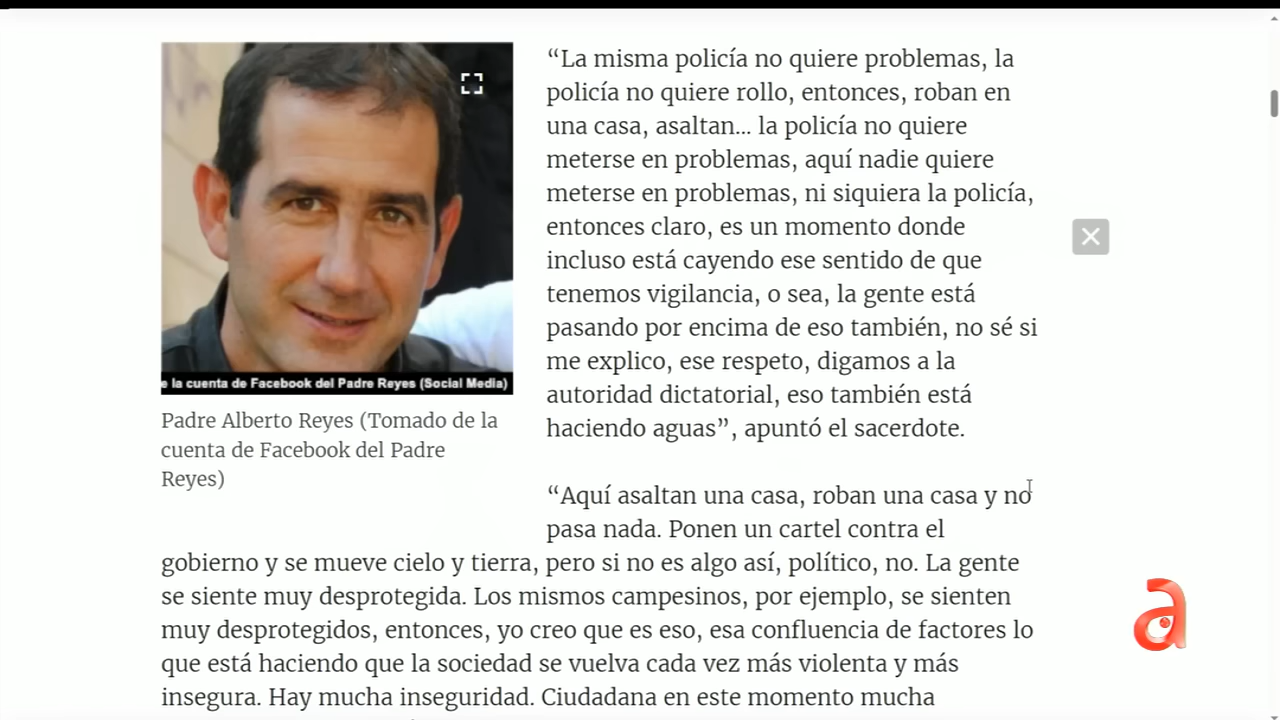 “La misma policía no quiere problemas, la
policía no quiere rollo, entonces, roban en
una casa, asaltan... la policía no quiere
meterse en problemas, aquí nadie quiere
meterse en problemas, ni siquiera la policía,
entonces claro, es un momento donde
incluso está cayendo ese sentido de que
tenemos vigilancia, o sea, la gente está
pasando por encima de eso también, no sé si
me explico, ese respeto, digamos a la
autoridad dictatorial, eso también está
haciendo aguas”, apuntó el sacerdote.
e la cuenta de Facebook del Padre Reyes (Social Media)
Padre Alberto Reyes (Tomado de la
cuenta de Facebook del Padre
Reyes)
“Aquí asaltan una casa, roban una casa y no
pasa nada. Ponen un cartel contra el
gobierno y se mueve cielo y tierra, pero si no es algo así, político, no. La gente
se siente muy desprotegida. Los mismos campesinos, por ejemplo, se sienten
muy desprotegidos, entonces, yo creo que es eso, esa confluencia de factores lo
que está haciendo que la sociedad se vuelva cada vez más violenta y más
insegura. Hay mucha inseguridad. Ciudadana en este momento mucha
a